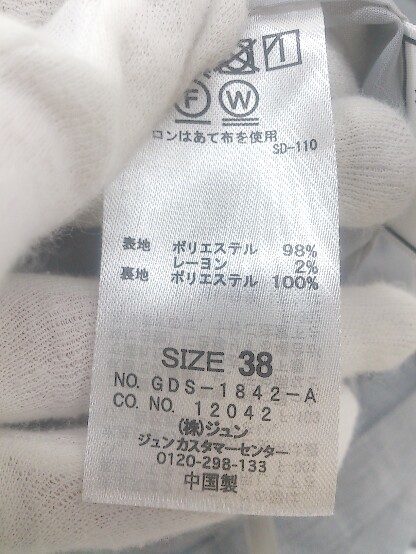 F W
ロンはあて布を使用
SD-110
表地 ポリエステル 98%
レーヨン 2%
裏地 ポリエステル 100%
SIZE 38
NO. GDS-1842-A
CO. NO. 12042
(株)ジュン
ジュンカスタマーセンター
0120-298-133
中国製